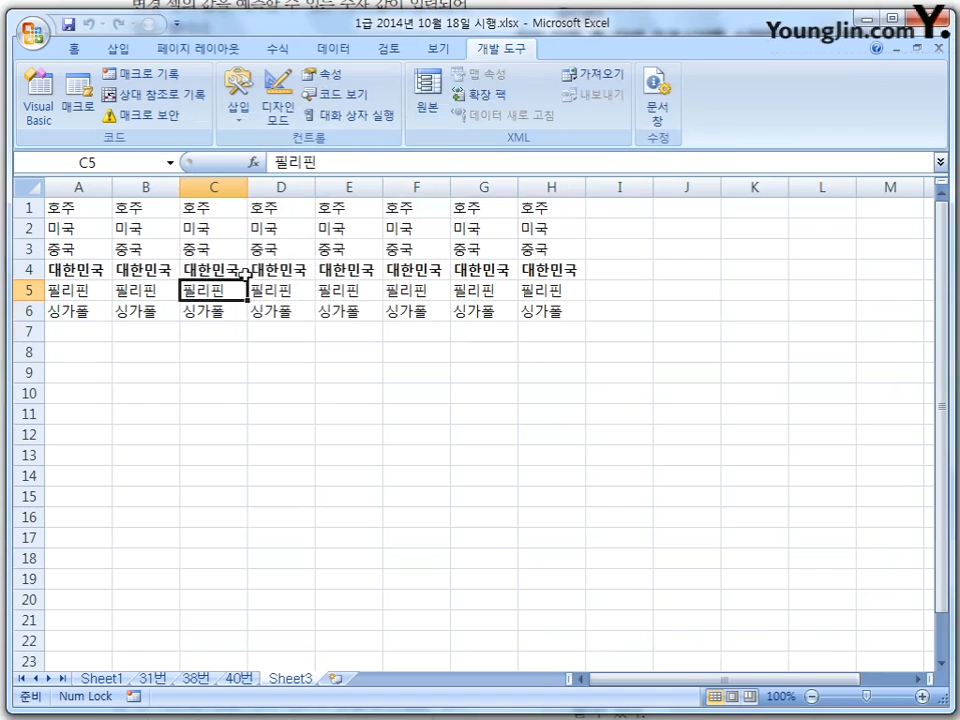 1급 2014년 10월 18일 시행.xlsx - Microsoft Excel
YoungJin.com Y.
홈 삽입 페이지 레이아웃 수식 데이터 검토 보기 개발 도구
Visual Basic
매크로
매크로 기록
상대 참조로 기록
매크로 보안
코드
삽입
디자인 모드
속성
코드 보기
대화 상자 실행
컨트롤
원본
맵 속성
확장 팩
데이터 새로 고침
가져오기
내보내기
XML
문서 창
수정
C5 fx 필리핀
A B C D E F G H I J K L M
1 호주 호주 호주 호주 호주 호주 호주 호주
2 미국 미국 미국 미국 미국 미국 미국 미국
3 중국 중국 중국 중국 중국 중국 중국 중국
4 대한민국 대한민국 대한민국 대한민국 대한민국 대한민국 대한민국 대한민국
5 필리핀 필리핀 필리핀 필리핀 필리핀 필리핀 필리핀 필리핀
6 싱가폴 싱가폴 싱가폴 싱가폴 싱가폴 싱가폴 싱가폴 싱가폴
7
8
9
10
11
12
13
14
15
16
17
18
19
20
21
22
23
Sheet1 31번 38번 40번 Sheet3
준비 Num Lock 100%